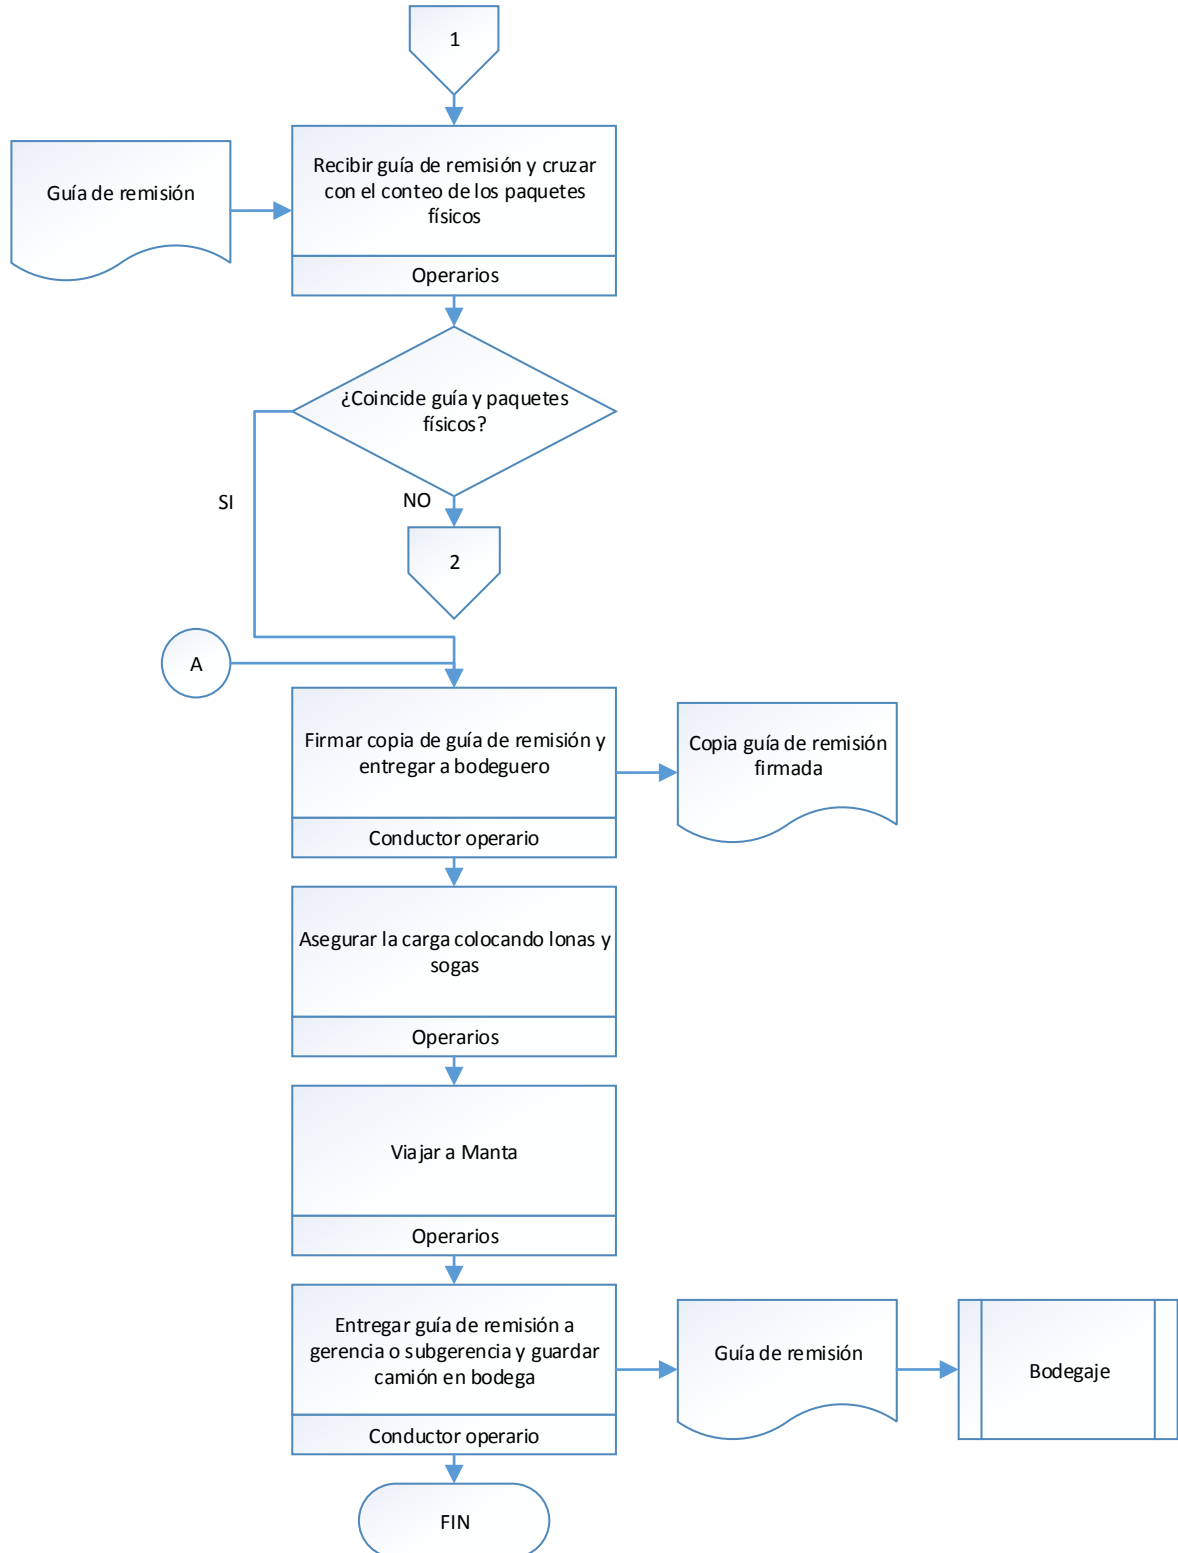 1
Guía de remisión
Recibir guía de remisión y cruzar
con el conteo de los paquetes
físicos
Operarios
¿Coincide guía y paquetes
físicos?
SI
NO
2
A
Firmar copia de guía de remisión y
entregar a bodeguero
Conductor operario
Copia guía de remisión
firmada
Asegurar la carga colocando lonas y
sogas
Operarios
Viajar a Manta
Operarios
Entregar guía de remisión a
gerencia o subgerencia y guardar
camión en bodega
Conductor operario
Guía de remisión
Bodegaje
FIN